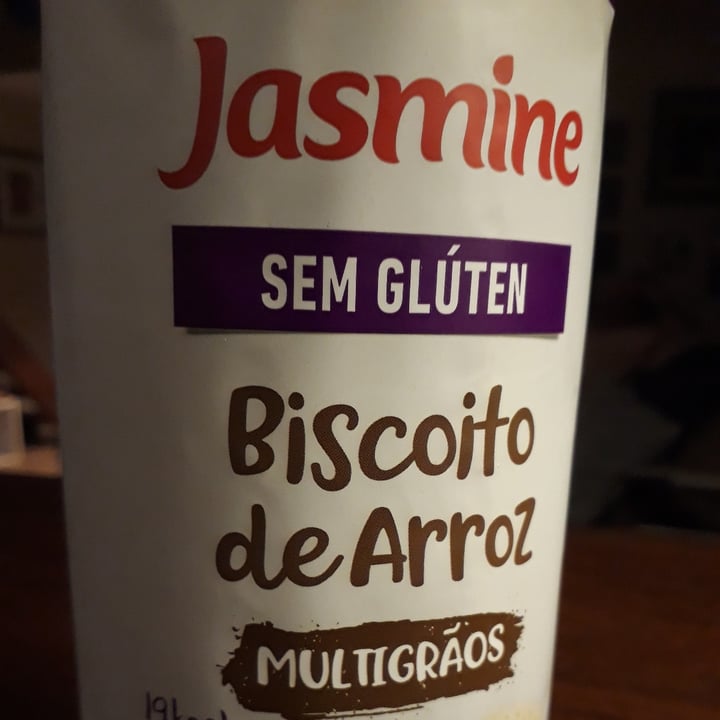 Jasmine
SEM GLÚTEN
Biscoito
de Arroz
MULTIGRÃOS